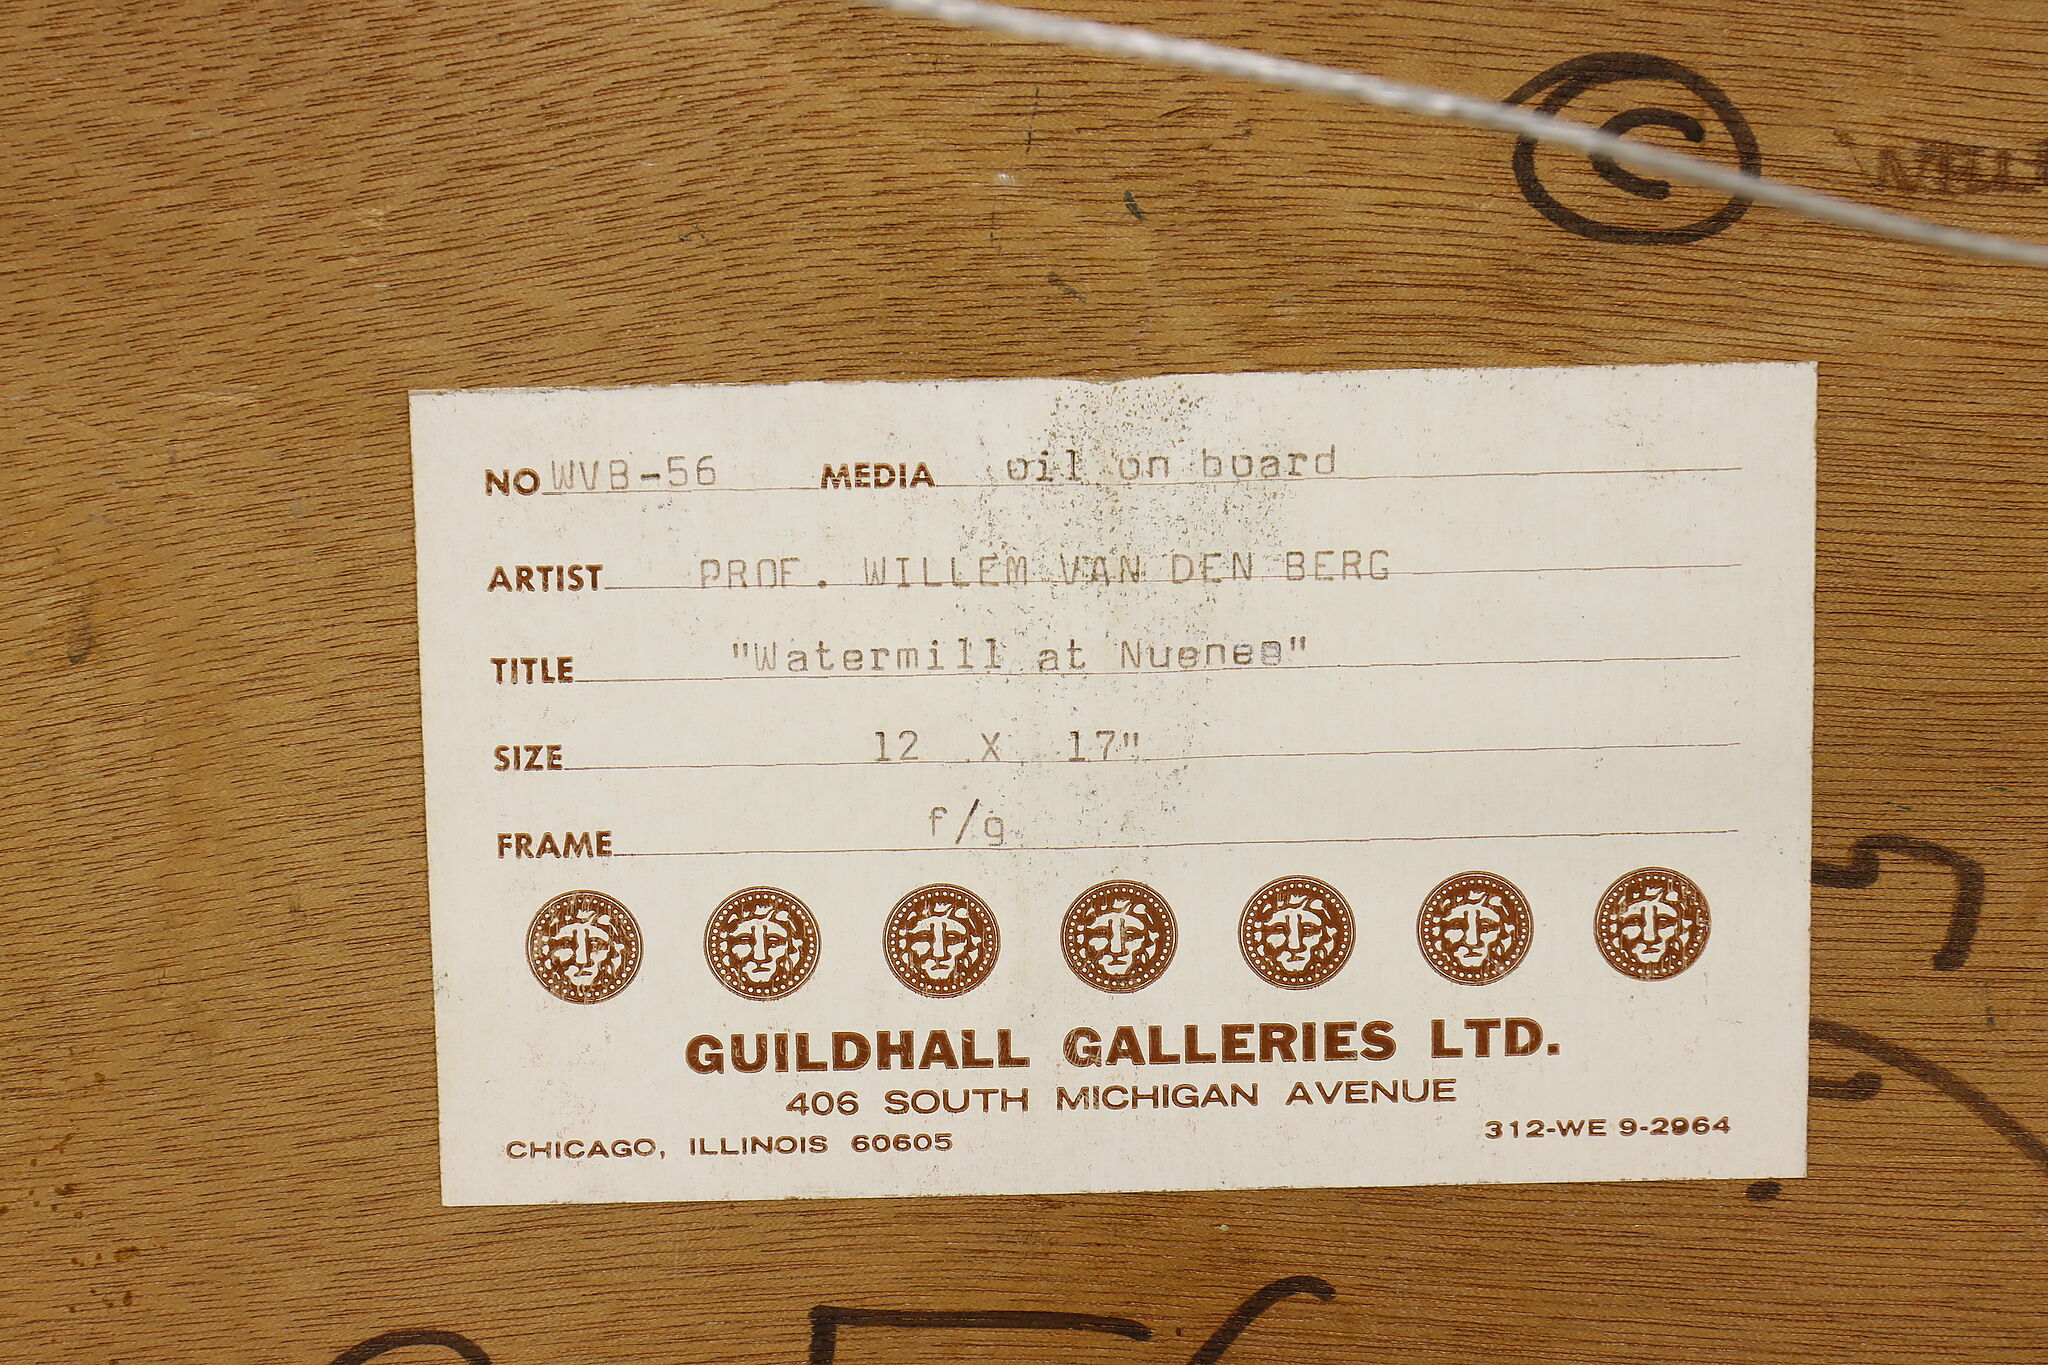 ©
NO WVB-56 MEDIA oil on board
ARTIST PROF. WILLEM VAN DEN BERG
TITLE "Watermill at Nuenes"
SIZE 12 X 17"
FRAME f/g
GUILDHALL GALLERIES LTD.
406 SOUTH MICHIGAN AVENUE
CHICAGO, ILLINOIS 60605 312-WE 9-2964